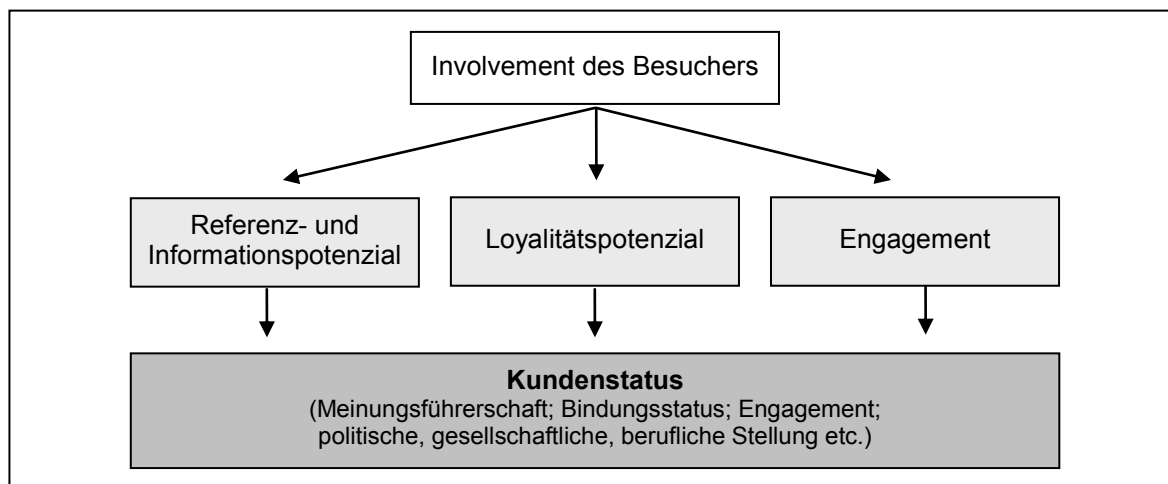 Involvement des Besuchers
Referenz- und
Informationspotenzial
Loyalitätspotenzial
Engagement
Kundenstatus
(Meinungsführerschaft; Bindungsstatus; Engagement;
politische, gesellschaftliche, berufliche Stellung etc.)